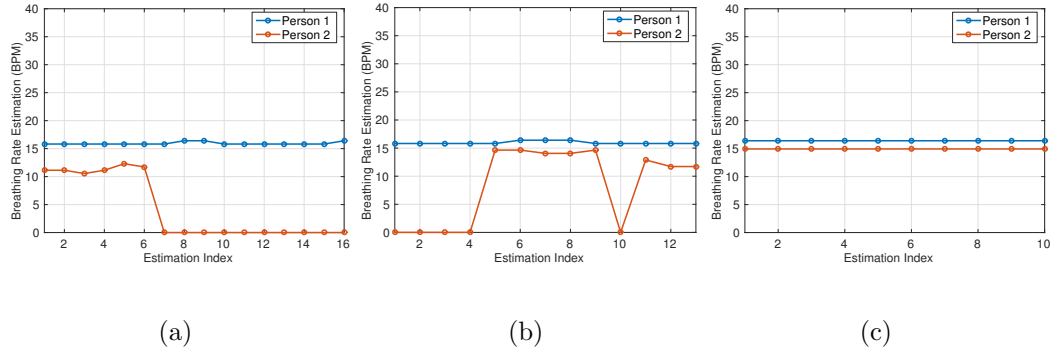 Breathing Rate Estimation (BPM)
40
35
30
25
20
15
10
5
0
Person 1
Person 2
2 4 6 8 10 12 14 16
Estimation Index
(a)
Breathing Rate Estimation (BPM)
40
35
30
25
20
15
10
5
0
Person 1
Person 2
2 4 6 8 10 12
Estimation Index
(b)
Breathing Rate Estimation (BPM)
40
35
30
25
20
15
10
5
0
Person 1
Person 2
2 4 6 8 10
Estimation Index
(c)